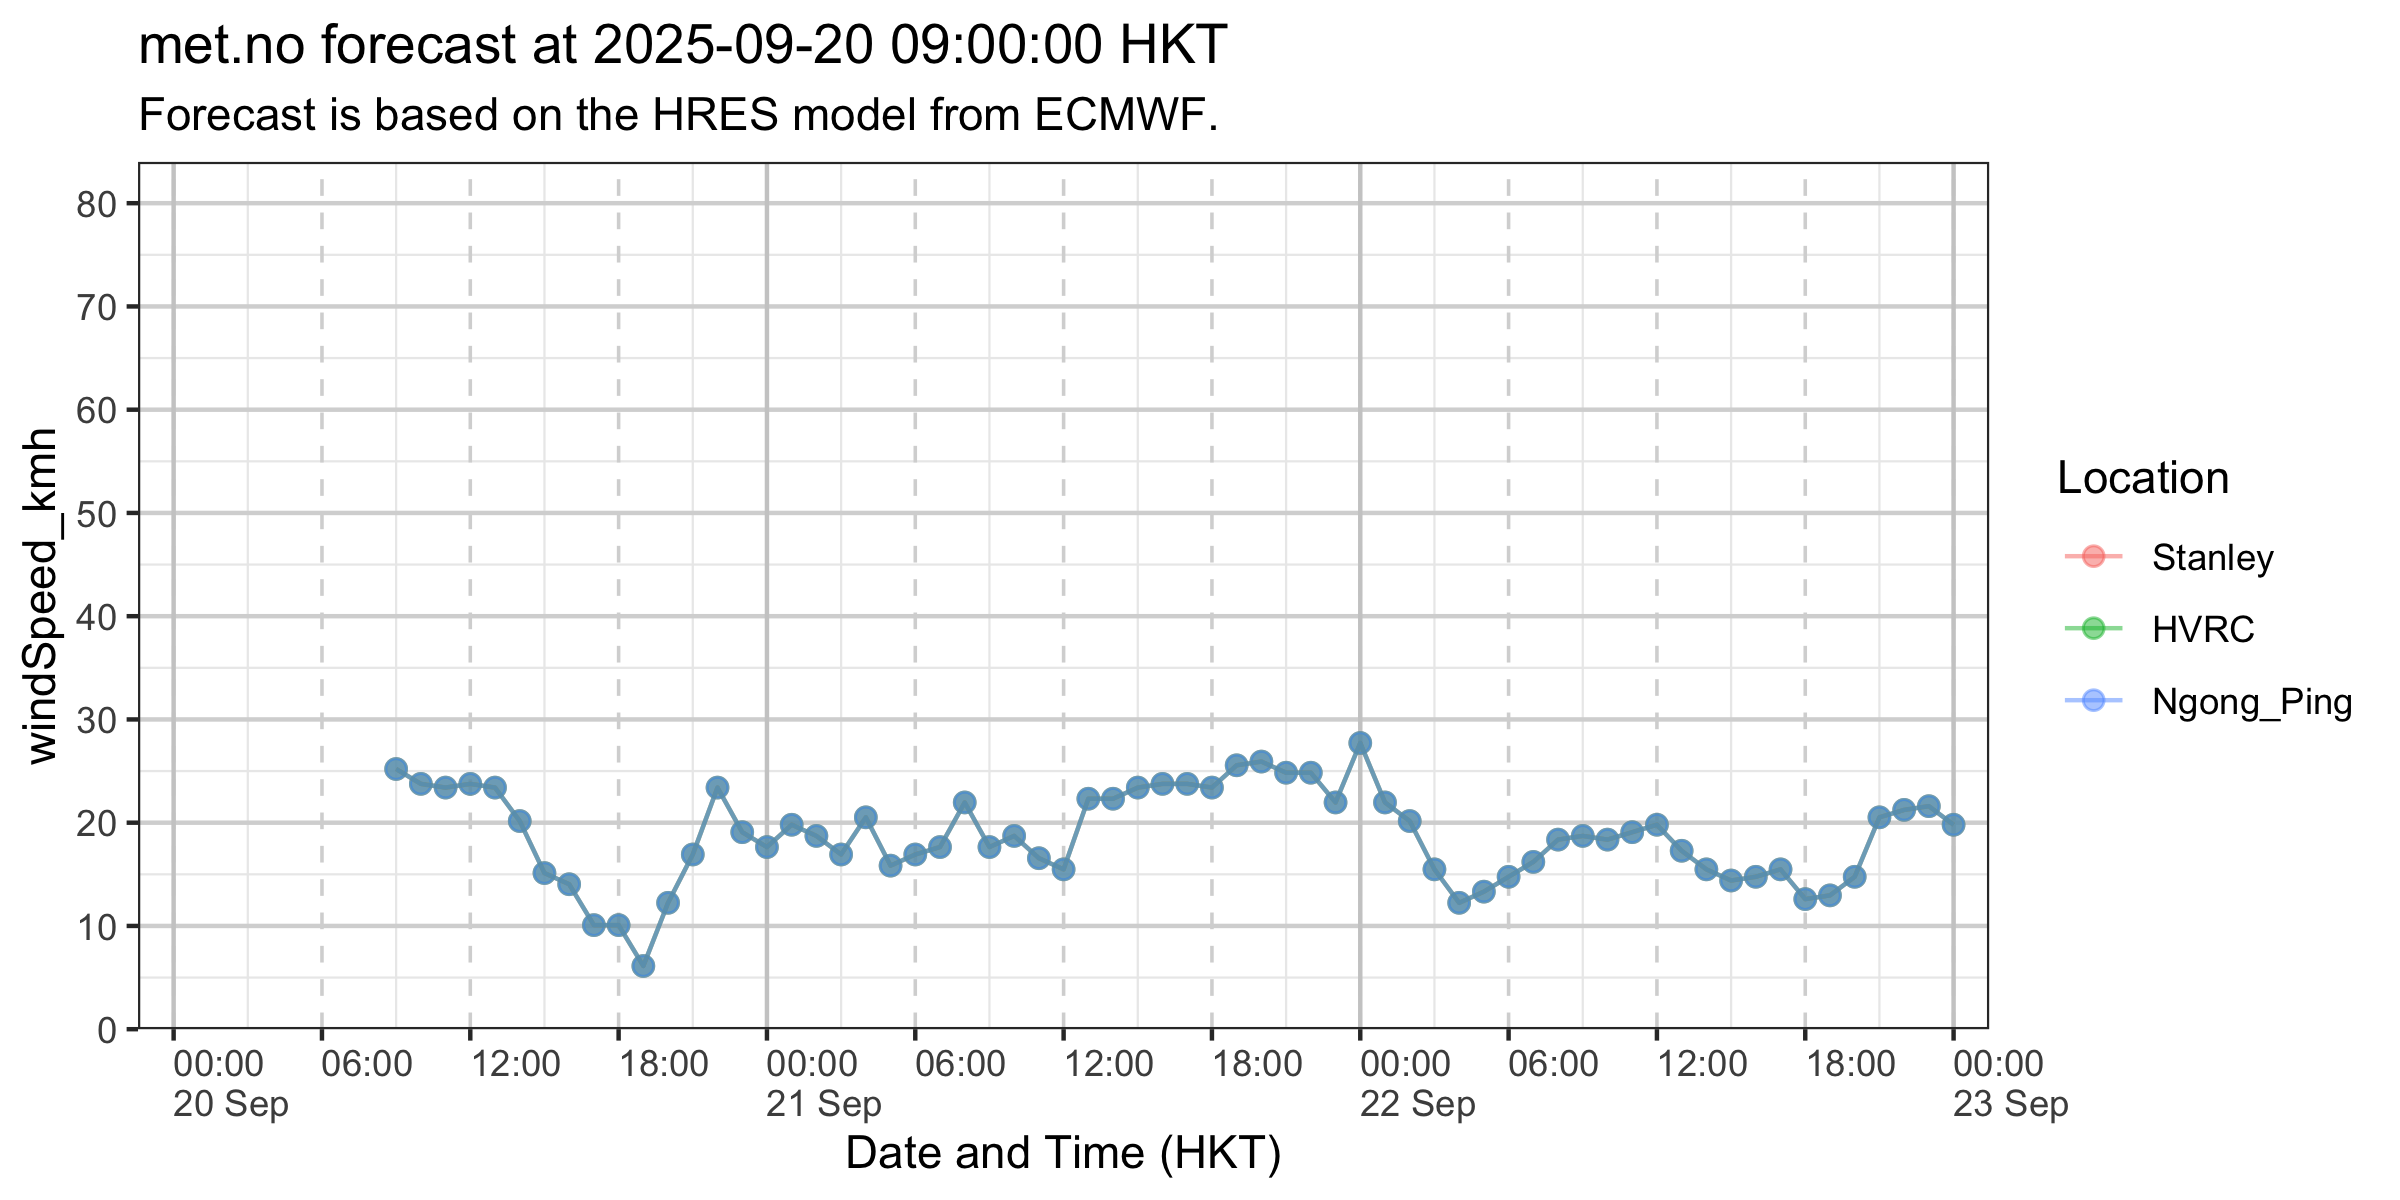 met.no forecast at 2025-09-20 09:00:00 HKT
Forecast is based on the HRES model from ECMWF.
windSpeed_kmh
80
70
60
50
40
30
20
10
0
00:00 06:00 12:00 18:00 00:00 06:00 12:00 18:00 00:00 06:00 12:00 18:00 00:00
20 Sep 21 Sep 22 Sep 23 Sep
Date and Time (HKT)
Location
Stanley
HVRC
Ngong_Ping